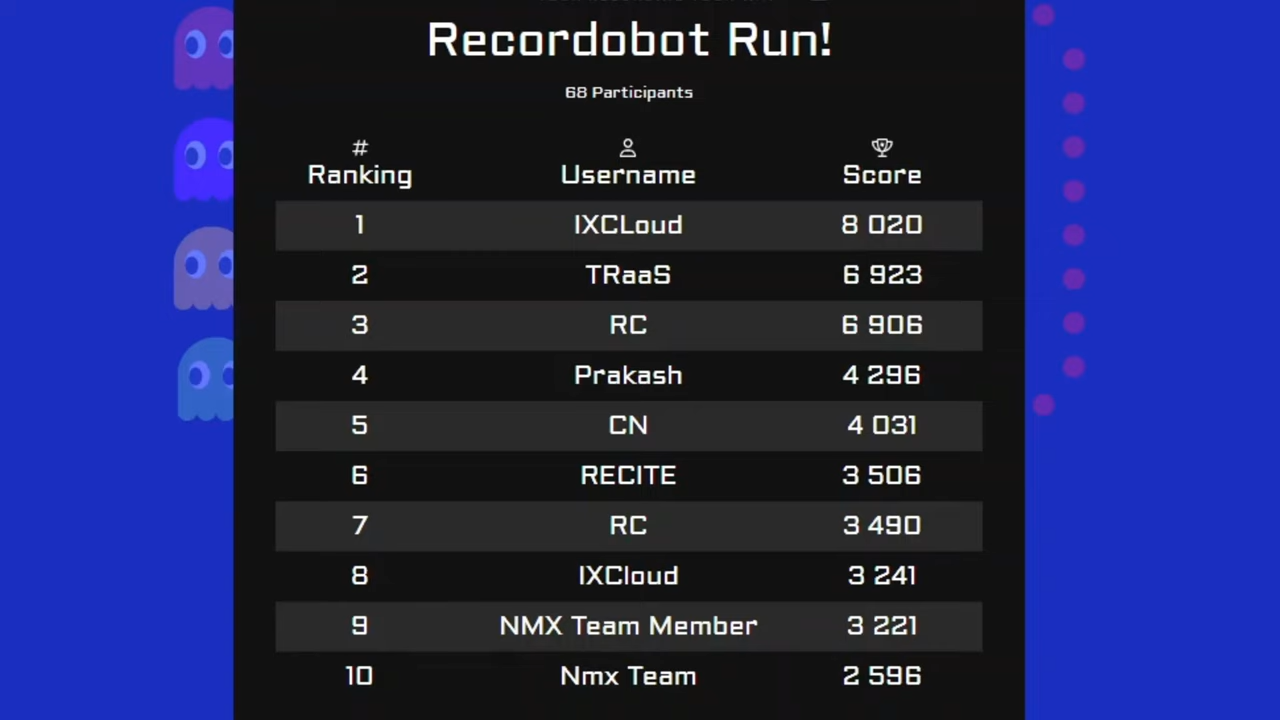 Recordobot Run!
68 Participants
# Ranking Username Score
1 IXCLoud 8 020
2 TRaaS 6 923
3 RC 6 906
4 Prakash 4 296
5 CN 4 031
6 RECITE 3 506
7 RC 3 490
8 IXCloud 3 241
9 NMX Team Member 3 221
10 Nmx Team 2 596